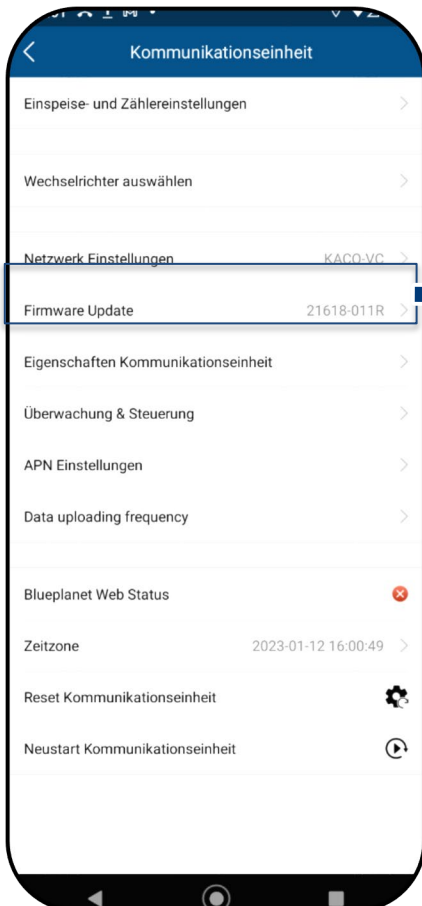 Kommunikationseinheit
Einspeise- und Zählereinstellungen
Wechselrichter auswählen
Netzwerk Einstellungen KACO-VC
Firmware Update 21618-011R
Eigenschaften Kommunikationseinheit
Überwachung & Steuerung
APN Einstellungen
Data uploading frequency
Blueplanet Web Status
Zeitzone 2023-01-12 16:00:49
Reset Kommunikationseinheit
Neustart Kommunikationseinheit